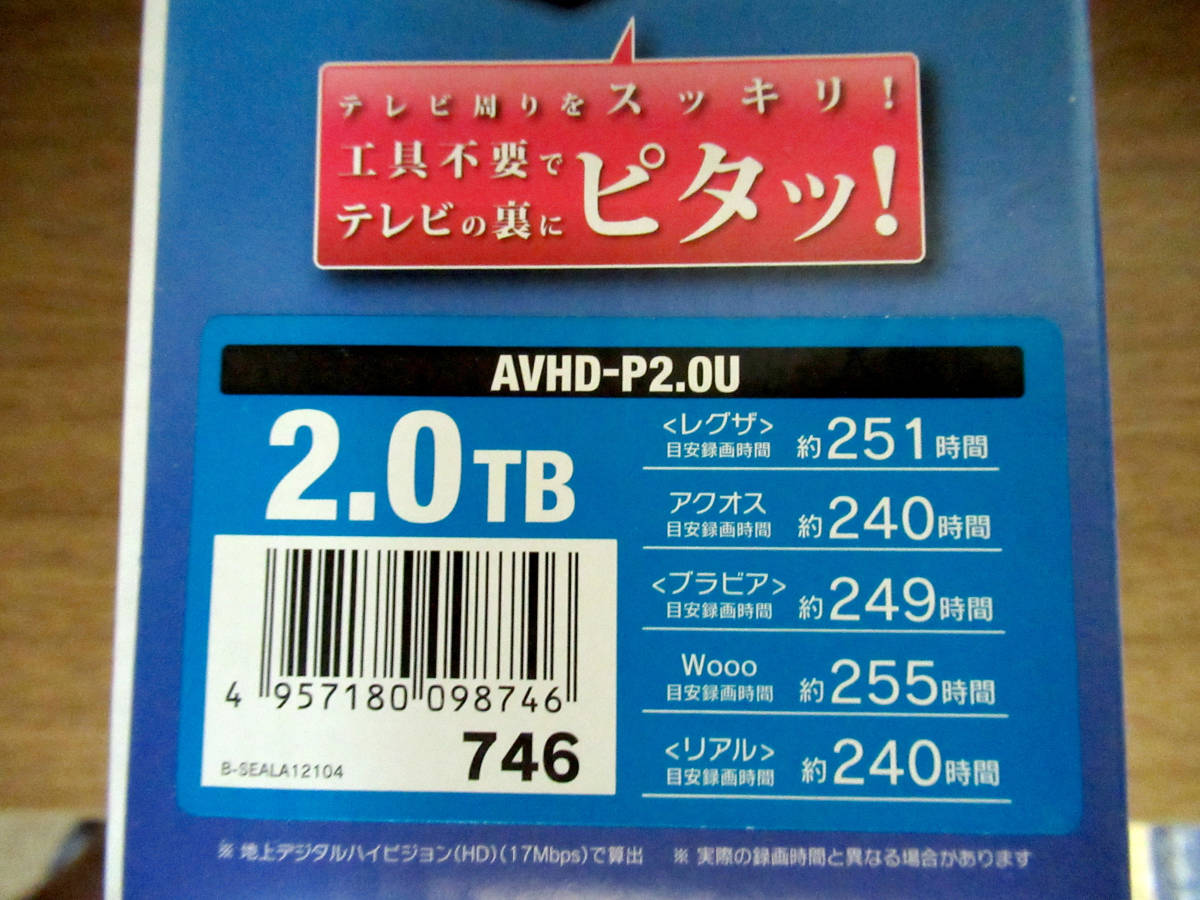 テレビ周りをスッキリ!
工具不要で
テレビの裏に
ピタッ!
AVHD-P2.0U
2.0TB
<レグザ>
目安録画時間 約251時間
アクオス
目安録画時間 約240時間
<ブラビア>
目安録画時間 約249時間
Wooo
目安録画時間 約255時間
<リアル>
目安録画時間 約240時間
4 957180 098746
746
B-SEALA12104
※ 地上デジタルハイビジョン(HD)(17Mbps)で算出 ※ 実際の録画時間と異なる場合があります